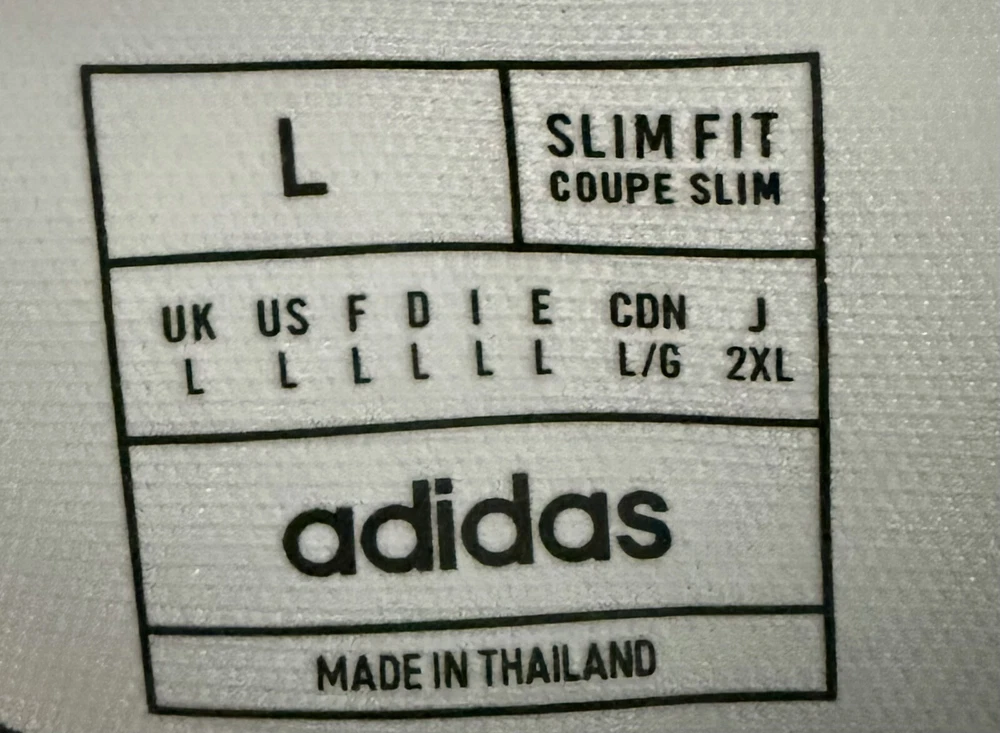 L
SLIM FIT
COUPE SLIM
UK US F D I E CDN J
L L L L L L L/G 2XL
adidas
MADE IN THAILAND